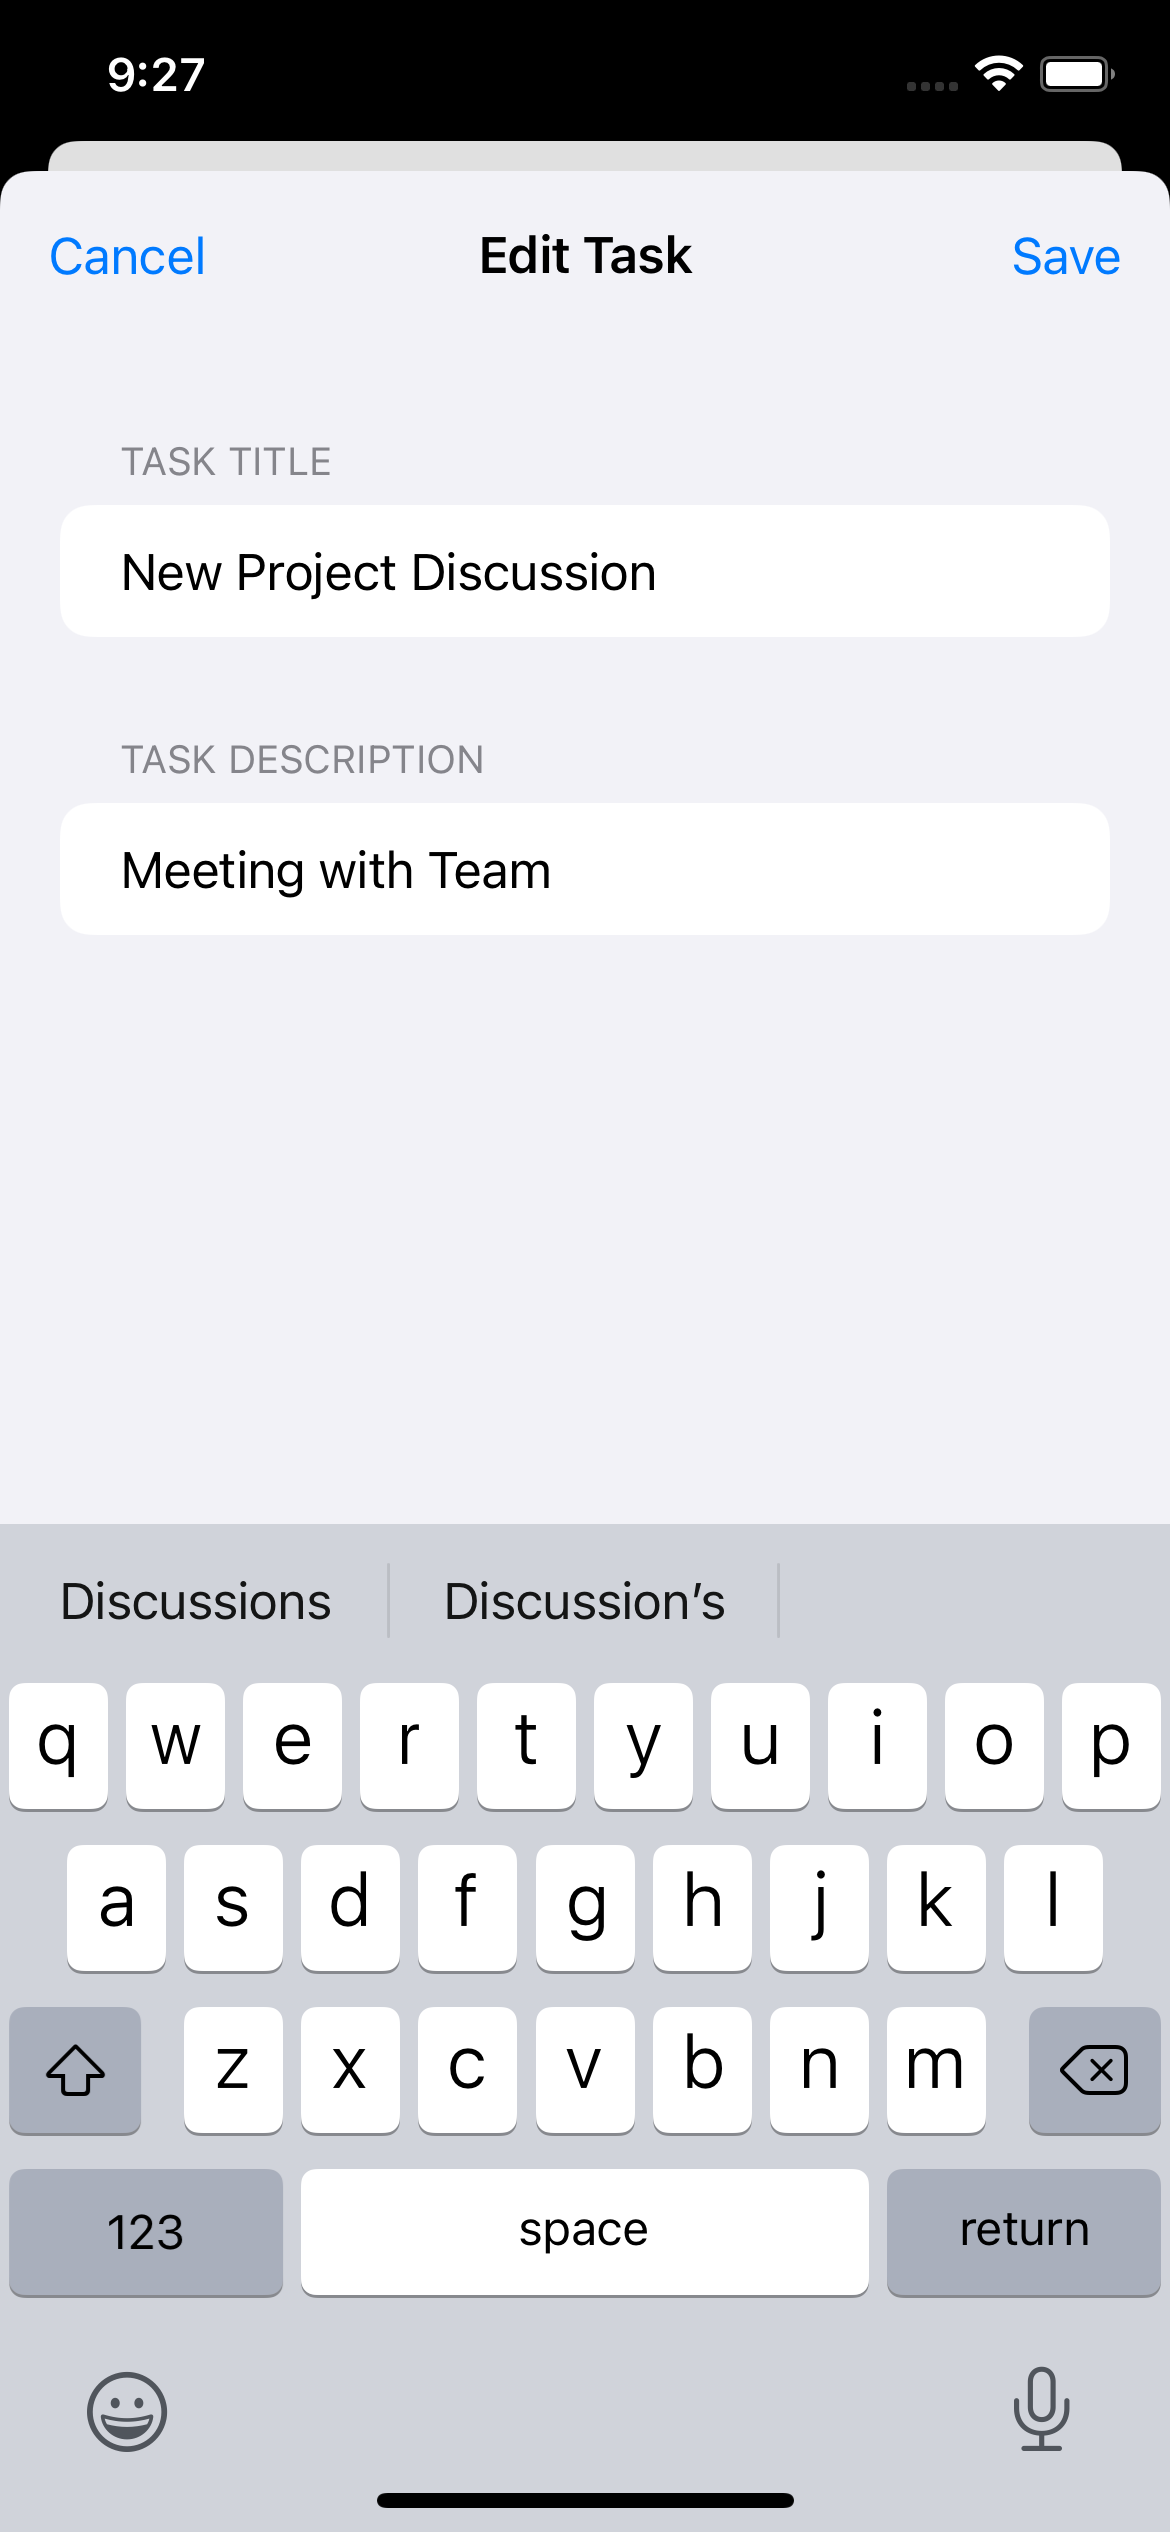 9:27
Cancel Edit Task Save
TASK TITLE
New Project Discussion
TASK DESCRIPTION
Meeting with Team
Discussions Discussion’s
q w e r t y u i o p
a s d f g h j k l
z x c v b n m
123 space return